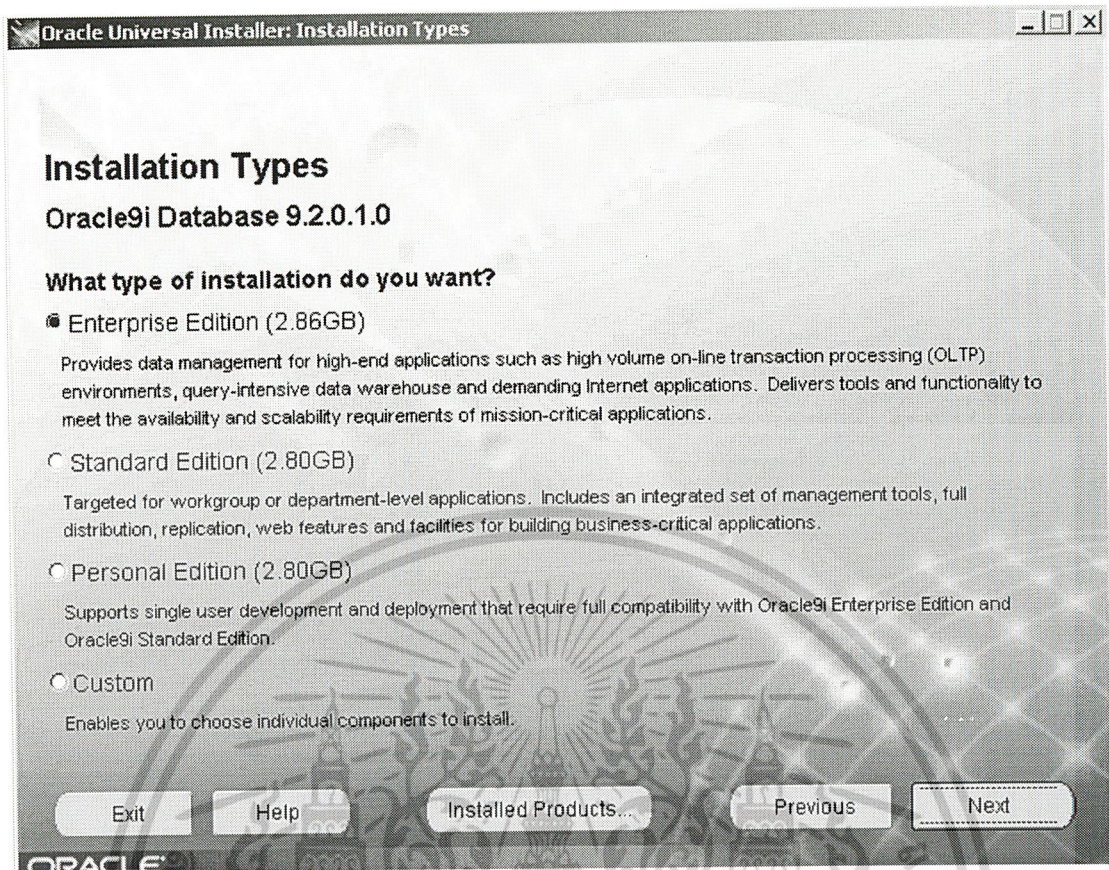 Oracle Universal Installer: Installation Types
Installation Types
Oracle9i Database 9.2.0.1.0
What type of installation do you want?
Enterprise Edition (2.86GB)
Provides data management for high-end applications such as high volume on-line transaction processing (OLTP)
environments, query-intensive data warehouse and demanding Internet applications. Delivers tools and functionality to
meet the availability and scalability requirements of mission-critical applications.
Standard Edition (2.80GB)
Targeted for workgroup or department-level applications. Includes an integrated set of management tools, full
distribution, replication, web features and facilities for building business-critical applications.
Personal Edition (2.80GB)
Supports single user development and deployment that require full compatibility with Oracle9i Enterprise Edition and
Oracle9i Standard Edition.
Custom
Enables you to choose individual components to install.
Exit Help Installed Products... Previous Next
ORACLE